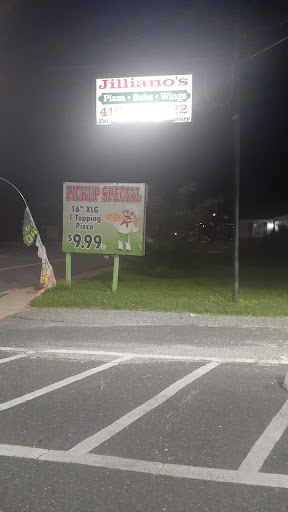 Jilliano's
Pizza • Subs • Wings
PICKUP SPECIAL
16" XLG
1 Topping
Pizza
$9.99